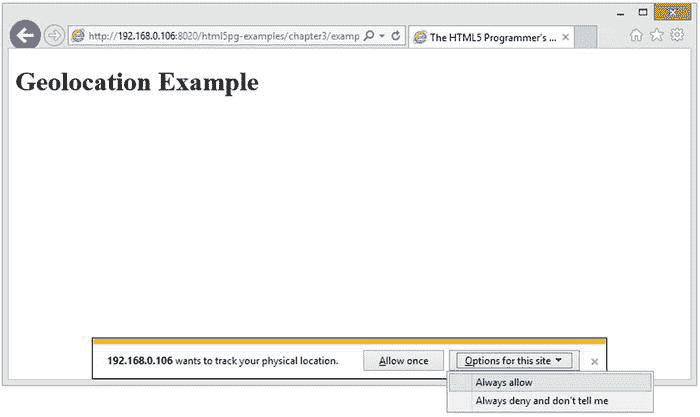 http://192.168.0.106:8020/html5pg-examples/chapter3/examp
The HTML5 Programmer's ...
Geolocation Example
192.168.0.106 wants to track your physical location.
Allow once
Options for this site
Always allow
Always deny and don't tell me